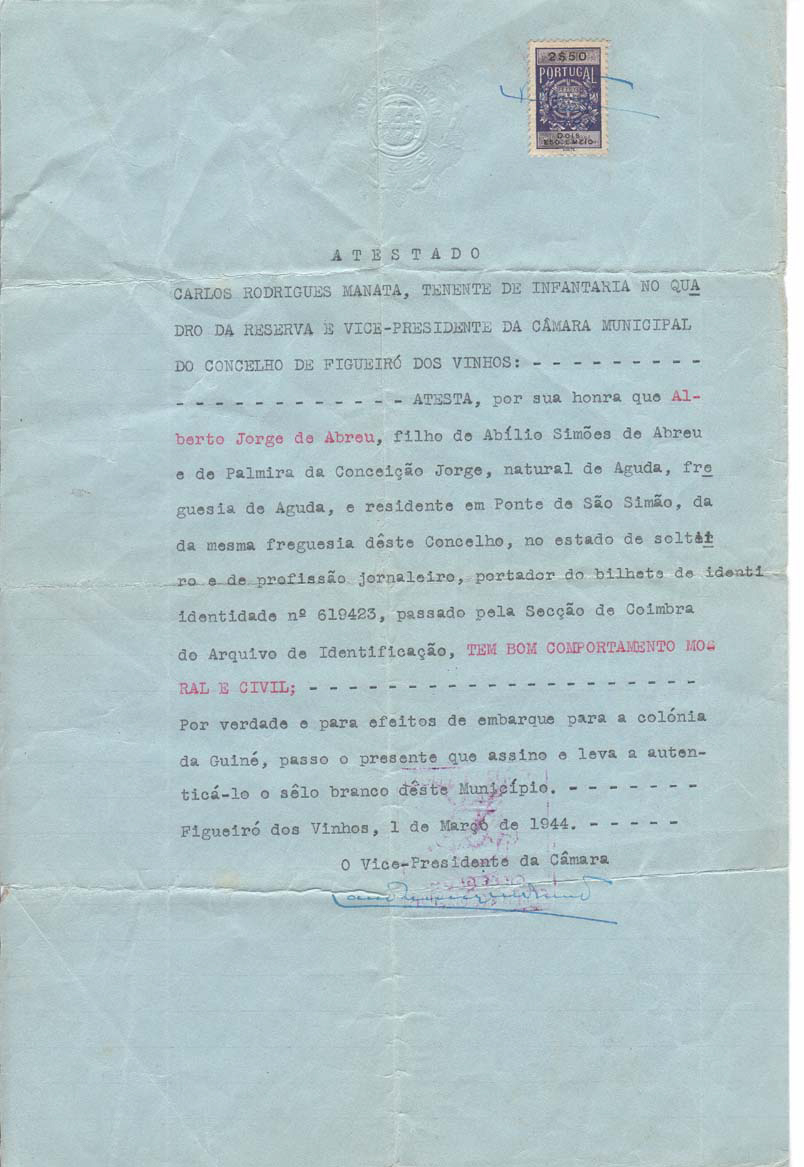 2$50
PORTUGAL
DOIS
ATESTADO
CARLOS RODRIGUES MANATA, TENENTE DE INFANTARIA NO QUA
DRO DA RESERVA E VICE-PRESIDENTE DA CÂMARA MUNICIPAL
DO CONCELHO DE FIGUEIRÓ DOS VINHOS: - - - - - - - - - -
- - - - - - - - - - - - - ATESTA, por sua honra que Al-
berto Jorge de Abreu, filho de Abílio Simões de Abreu
e de Palmira da Conceição Jorge, natural de Aguda, fre
guesia de Aguda, e residente em Ponte de São Simão, da
da mesma freguesia dêste Concelho, no estado de soltei
ro e de profissão jornaleiro, portador do bilhete de identi
identidade nº 619423, passado pela Secção de Coimbra
do Arquivo de Identificação, TEM BOM COMPORTAMENTO MO-
RAL E CIVIL; - - - - - - - - - - - - - - - - - - - - - -
Por verdade e para efeitos de embarque para a colónia
da Guiné, passo o presente que assino e leva a auten-
ticá-lo o sêlo branco dêste Município. - - - - - - -
Figueiró dos Vinhos, 1 de Março de 1944. - - - - -
O Vice-Presidente da Câmara